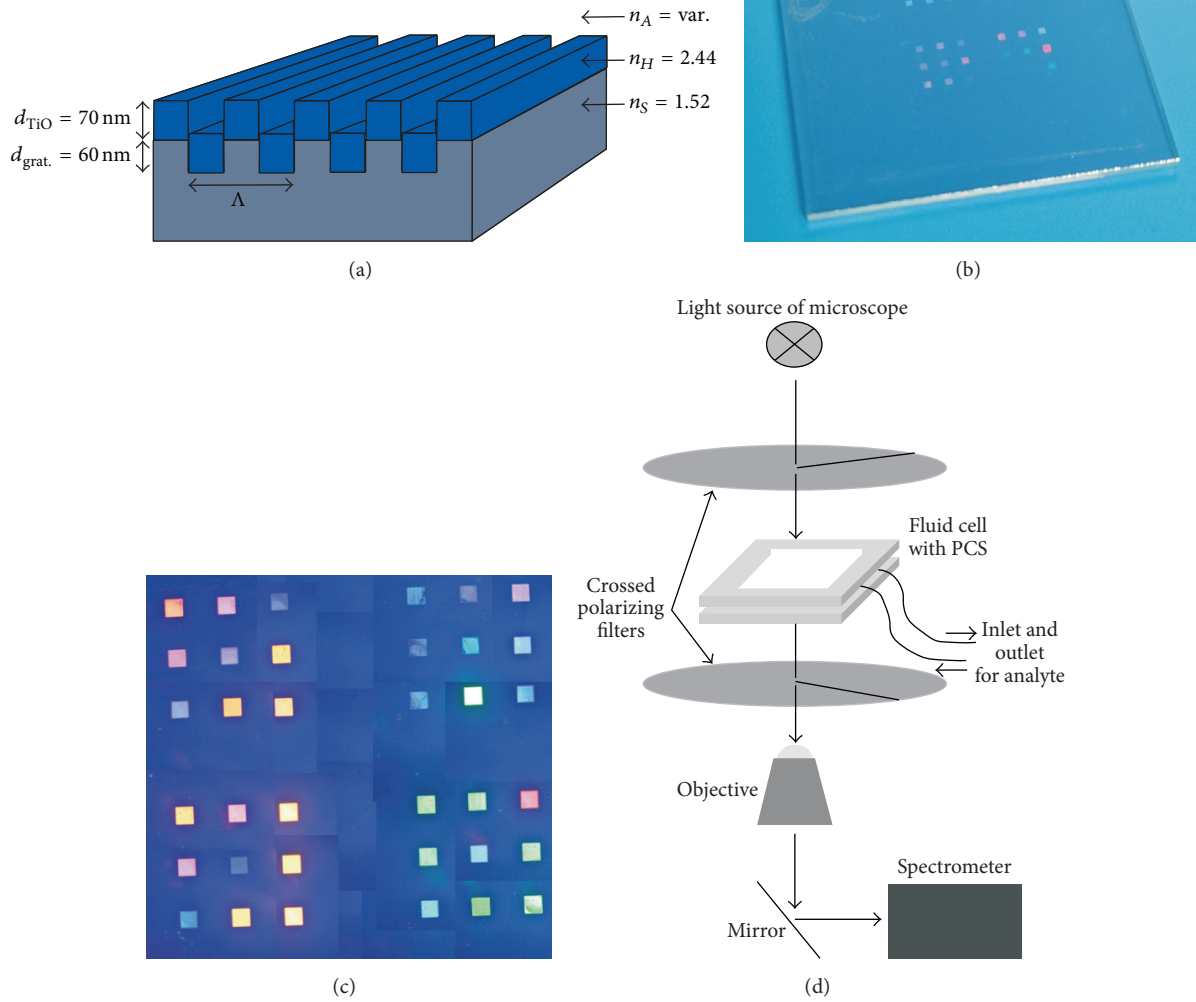 n_A = var.
n_H = 2.44
n_S = 1.52
d_TiO = 70 nm
d_grat. = 60 nm
Λ
(a)
(b)
Light source of microscope
Fluid cell
with PCS
Crossed
polarizing
filters
Inlet and
outlet
for analyte
Objective
Spectrometer
Mirror
(c)
(d)